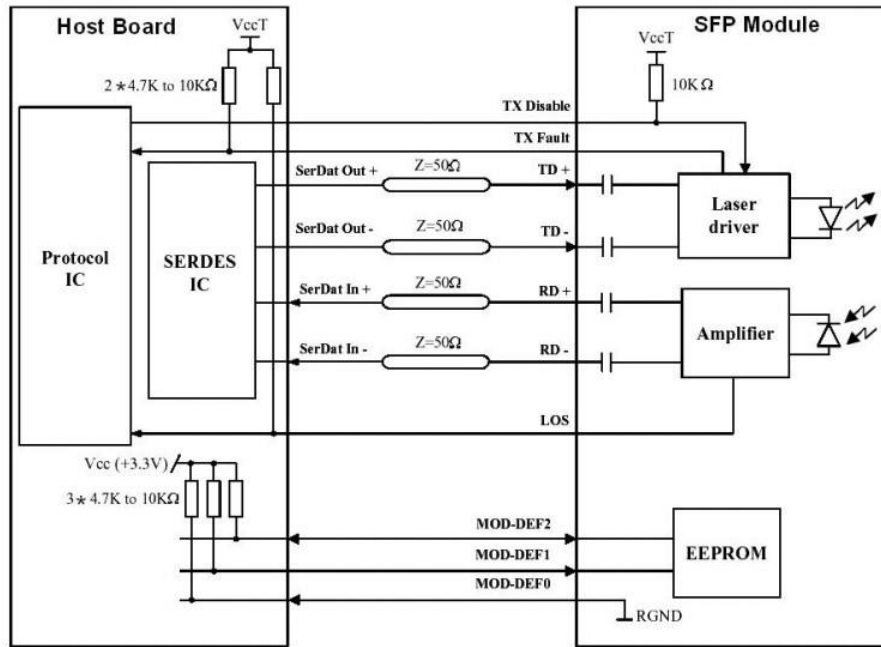 Host Board
SFP Module
VccT
VccT
2*4.7K to 10KΩ
10KΩ
TX Disable
TX Fault
SerDat Out +
Z=50Ω
TD +
SerDat Out -
Z=50Ω
TD -
Laser
driver
Protocol
IC
SERDES
IC
SerDat In +
Z=50Ω
RD +
SerDat In -
Z=50Ω
RD -
Amplifier
LOS
Vcc (+3.3V)
3*4.7K to 10KΩ
MOD-DEF2
MOD-DEF1
MOD-DEF0
EEPROM
RGND